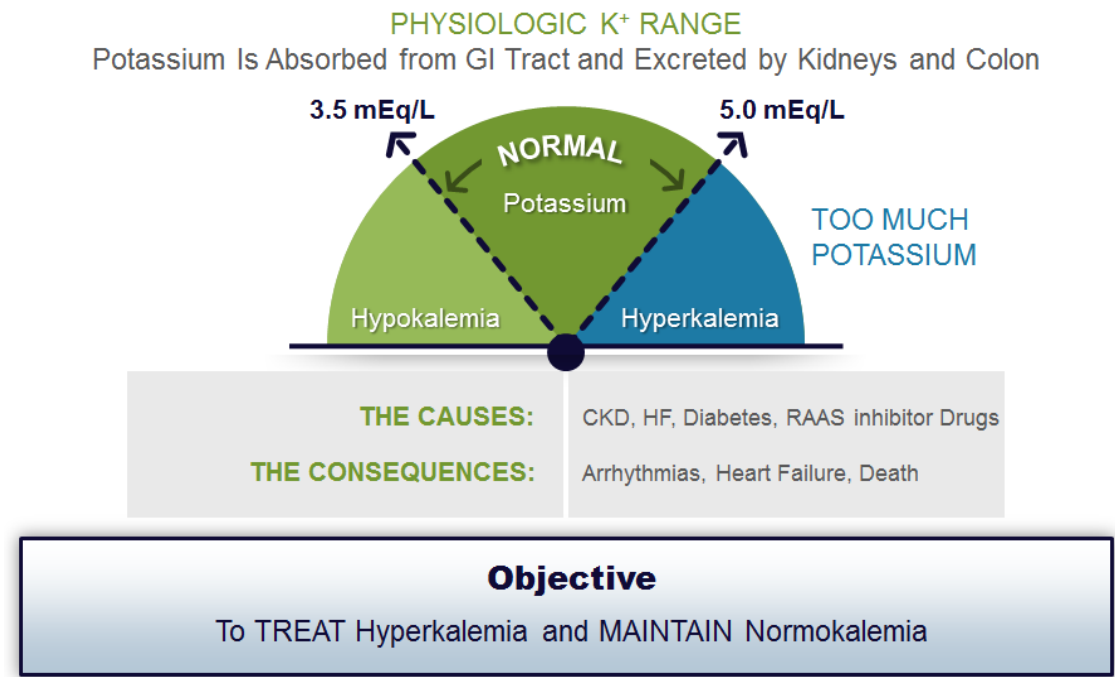 PHYSIOLOGIC K⁺ RANGE
Potassium Is Absorbed from GI Tract and Excreted by Kidneys and Colon
3.5 mEq/L
5.0 mEq/L
NORMAL
Potassium
TOO MUCH
POTASSIUM
Hypokalemia
Hyperkalemia
THE CAUSES: CKD, HF, Diabetes, RAAS inhibitor Drugs
THE CONSEQUENCES: Arrhythmias, Heart Failure, Death
Objective
To TREAT Hyperkalemia and MAINTAIN Normokalemia